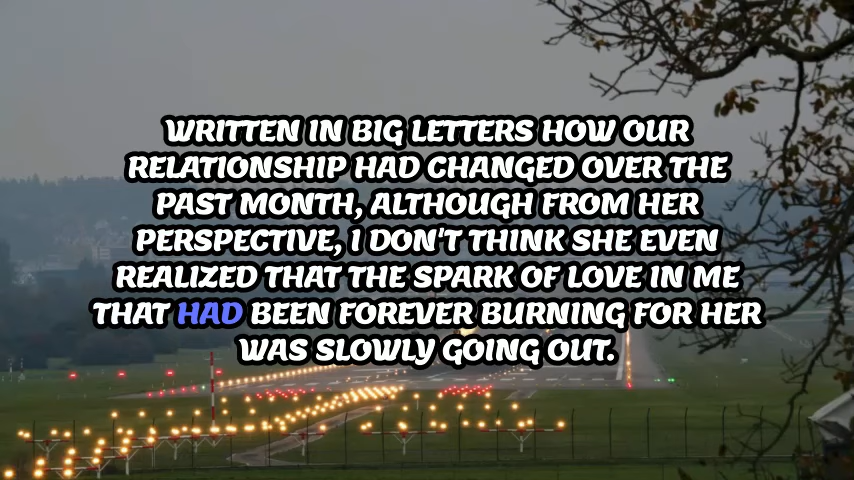 WRITTEN IN BIG LETTERS HOW OUR
RELATIONSHIP HAD CHANGED OVER THE
PAST MONTH, ALTHOUGH FROM HER
PERSPECTIVE, I DON'T THINK SHE EVEN
REALIZED THAT THE SPARK OF LOVE IN ME
THAT HAD BEEN FOREVER BURNING FOR HER
WAS SLOWLY GOING OUT.